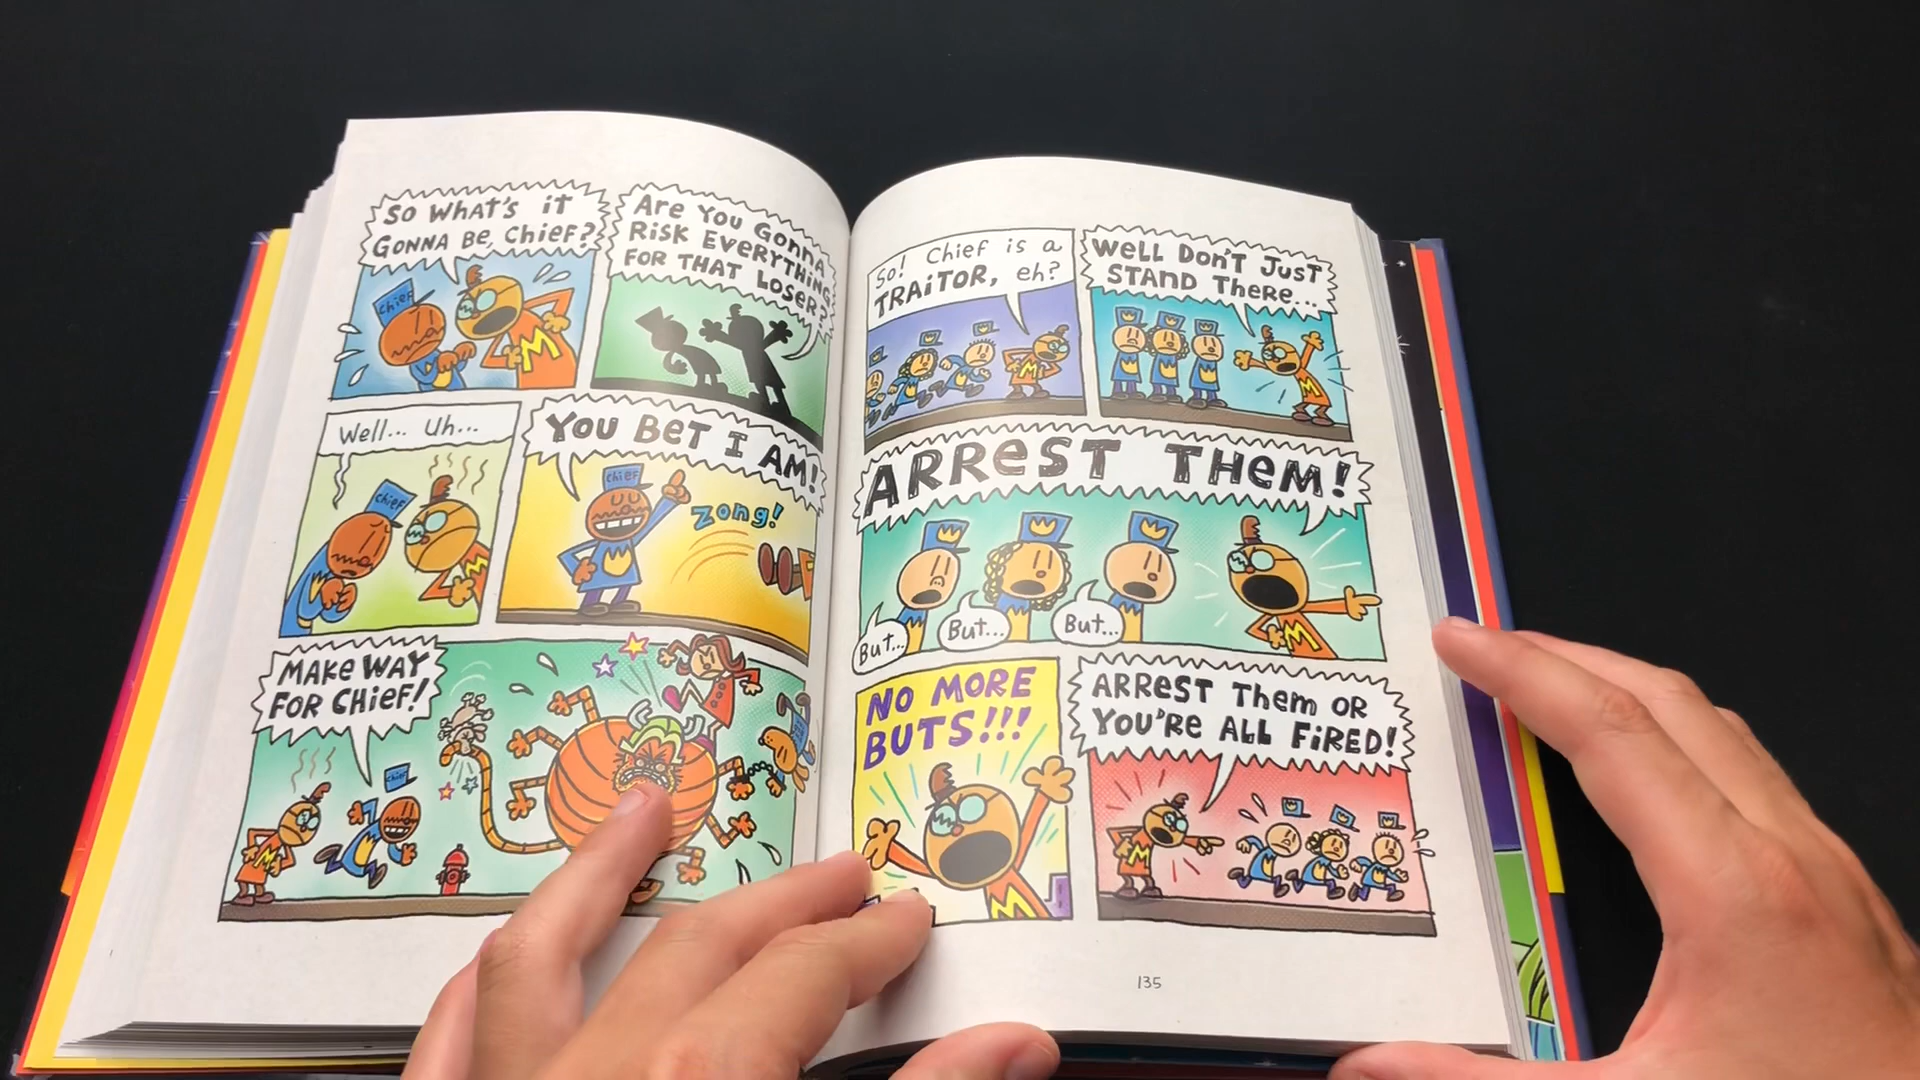 So WHAT'S iT
GONNA Be, Chief?
Are You GONNA
Risk EVERYTHING
FOR THAT LOSeR?
Chief
Well... Uh...
Chief
YOU BeT I AM!
Chief
Zong!
MAKe WAY
FOR CHieF!
Chief
So! Chief is a
TRAiTOR, eh?
WeLL DoN'T JusT
STAND THeRe...
ARReST THeM!
But...
But...
But...
NO MORe
BUTS!!!
ARReST THeM OR
YOU'Re ALL FiReD!
135